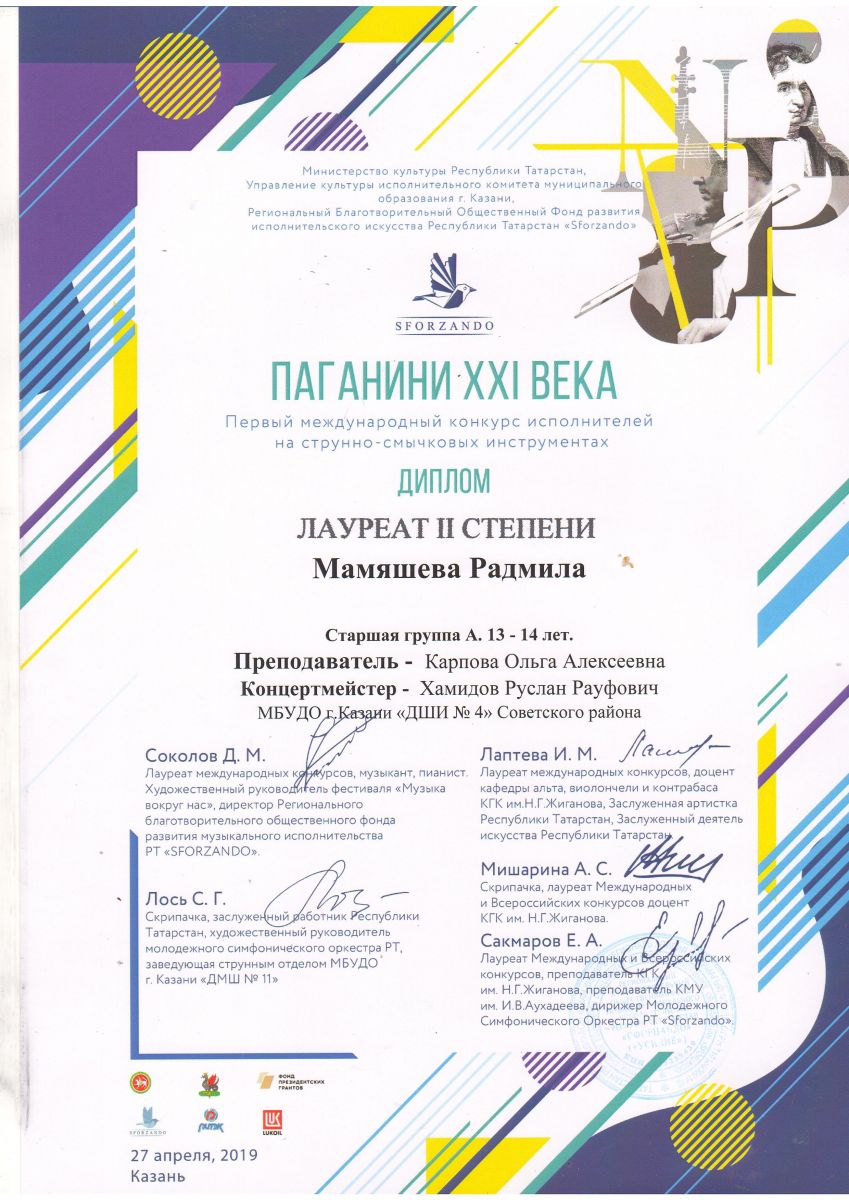 Министерство культуры Республики Татарстан,
Управление культуры исполнительного комитета муниципального
образования г. Казани,
Региональный Благотворительный Общественный Фонд развития
исполнительского искусства Республики Татарстан «Sforzando»
NP
SFORZANDO
ПАГАНИНИ XXI ВЕКА
Первый международный конкурс исполнителей
на струнно-смычковых инструментах
ДИПЛОМ
ЛАУРЕАТ II СТЕПЕНИ
Мамяшева Радмила
Старшая группа А. 13 - 14 лет.
Преподаватель - Карпова Ольга Алексеевна
Концертмейстер - Хамидов Руслан Рауфович
МБУДО г.Казани «ДШИ № 4» Советского района
Соколов Д. М.
Лауреат международных конкурсов, музыкант, пианист.
Художественный руководитель фестиваля «Музыка
вокруг нас», директор Регионального
благотворительного общественного фонда
развития музыкального исполнительства
РТ «SFORZANDO».
Лось С. Г.
Скрипачка, заслуженный работник Республики
Татарстан, художественный руководитель
молодежного симфонического оркестра РТ,
заведующая струнным отделом МБУДО
г. Казани «ДМШ № 11»
Лаптева И. М.
Лауреат международных конкурсов, доцент
кафедры альта, виолончели и контрабаса
КГК им.Н.Г.Жиганова, Заслуженная артистка
Республики Татарстан, Заслуженный деятель
искусства Республики Татарстан.
Мишарина А. С.
Скрипачка, лауреат Международных
и Всероссийских конкурсов доцент
КГК им. Н.Г.Жиганова.
Сакмаров Е. А.
Лауреат Международных и Всероссийских
конкурсов, преподаватель КГК
им. Н.Г.Жиганова, преподаватель КМУ
им. И.В.Аухадеева, дирижер Молодежного
Симфонического Оркестра РТ «Sforzando».
ФОНД
ПРЕЗИДЕНТСКИХ
ГРАНТОВ
SFORZANDO
LUKOIL
27 апреля, 2019
Казань